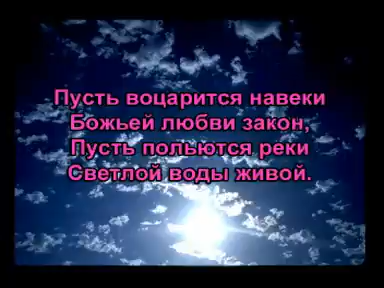 Пусть воцарится навеки
Божьей любви закон,
Пусть польются реки
Светлой воды живой.